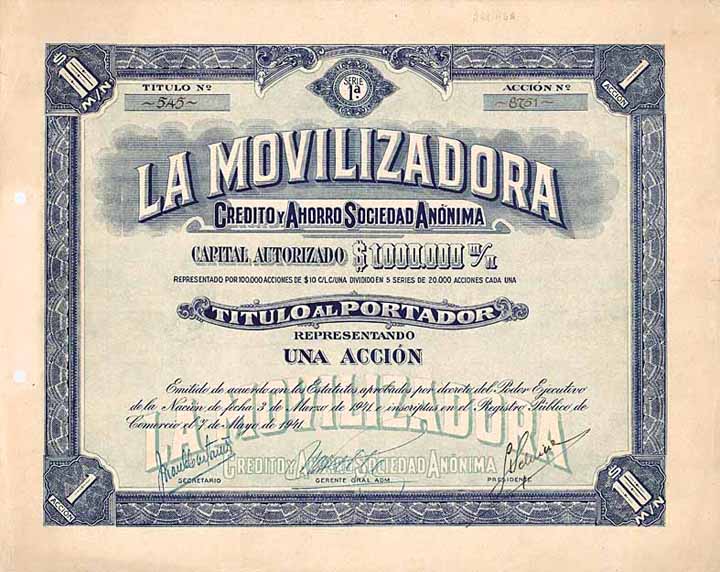 $ 10 M/N
SERIE 1ª
1 ACCIÓN
TITULO Nº
~545~
ACCIÓN Nº
~8751~
LA MOVILIZADORA
CREDITO Y AHORRO SOCIEDAD ANÓNIMA
CAPITAL AUTORIZADO $ 1.000.000 m/n
REPRESENTADO POR 100.000 ACCIONES DE $ 10 C/L C/UNA DIVIDIDO EN 5 SERIES DE 20.000 ACCIONES CADA UNA
TITULO AL PORTADOR
REPRESENTANDO
UNA ACCIÓN
Emitido de acuerdo con los Estatutos aprobados por decreto del Poder Ejecutivo
de la Nación de fecha 3 de Marzo de 1941 e inscriptus en el Registro Público de
Comercio el 7 de Mayo de 1941.
LA MOVILIZADORA
CREDITO Y AHORRO SOCIEDAD ANÓNIMA
SECRETARIO
GERENTE GRAL ADM.
PRESIDENTE
1 ACCIÓN
$ 10 M/N